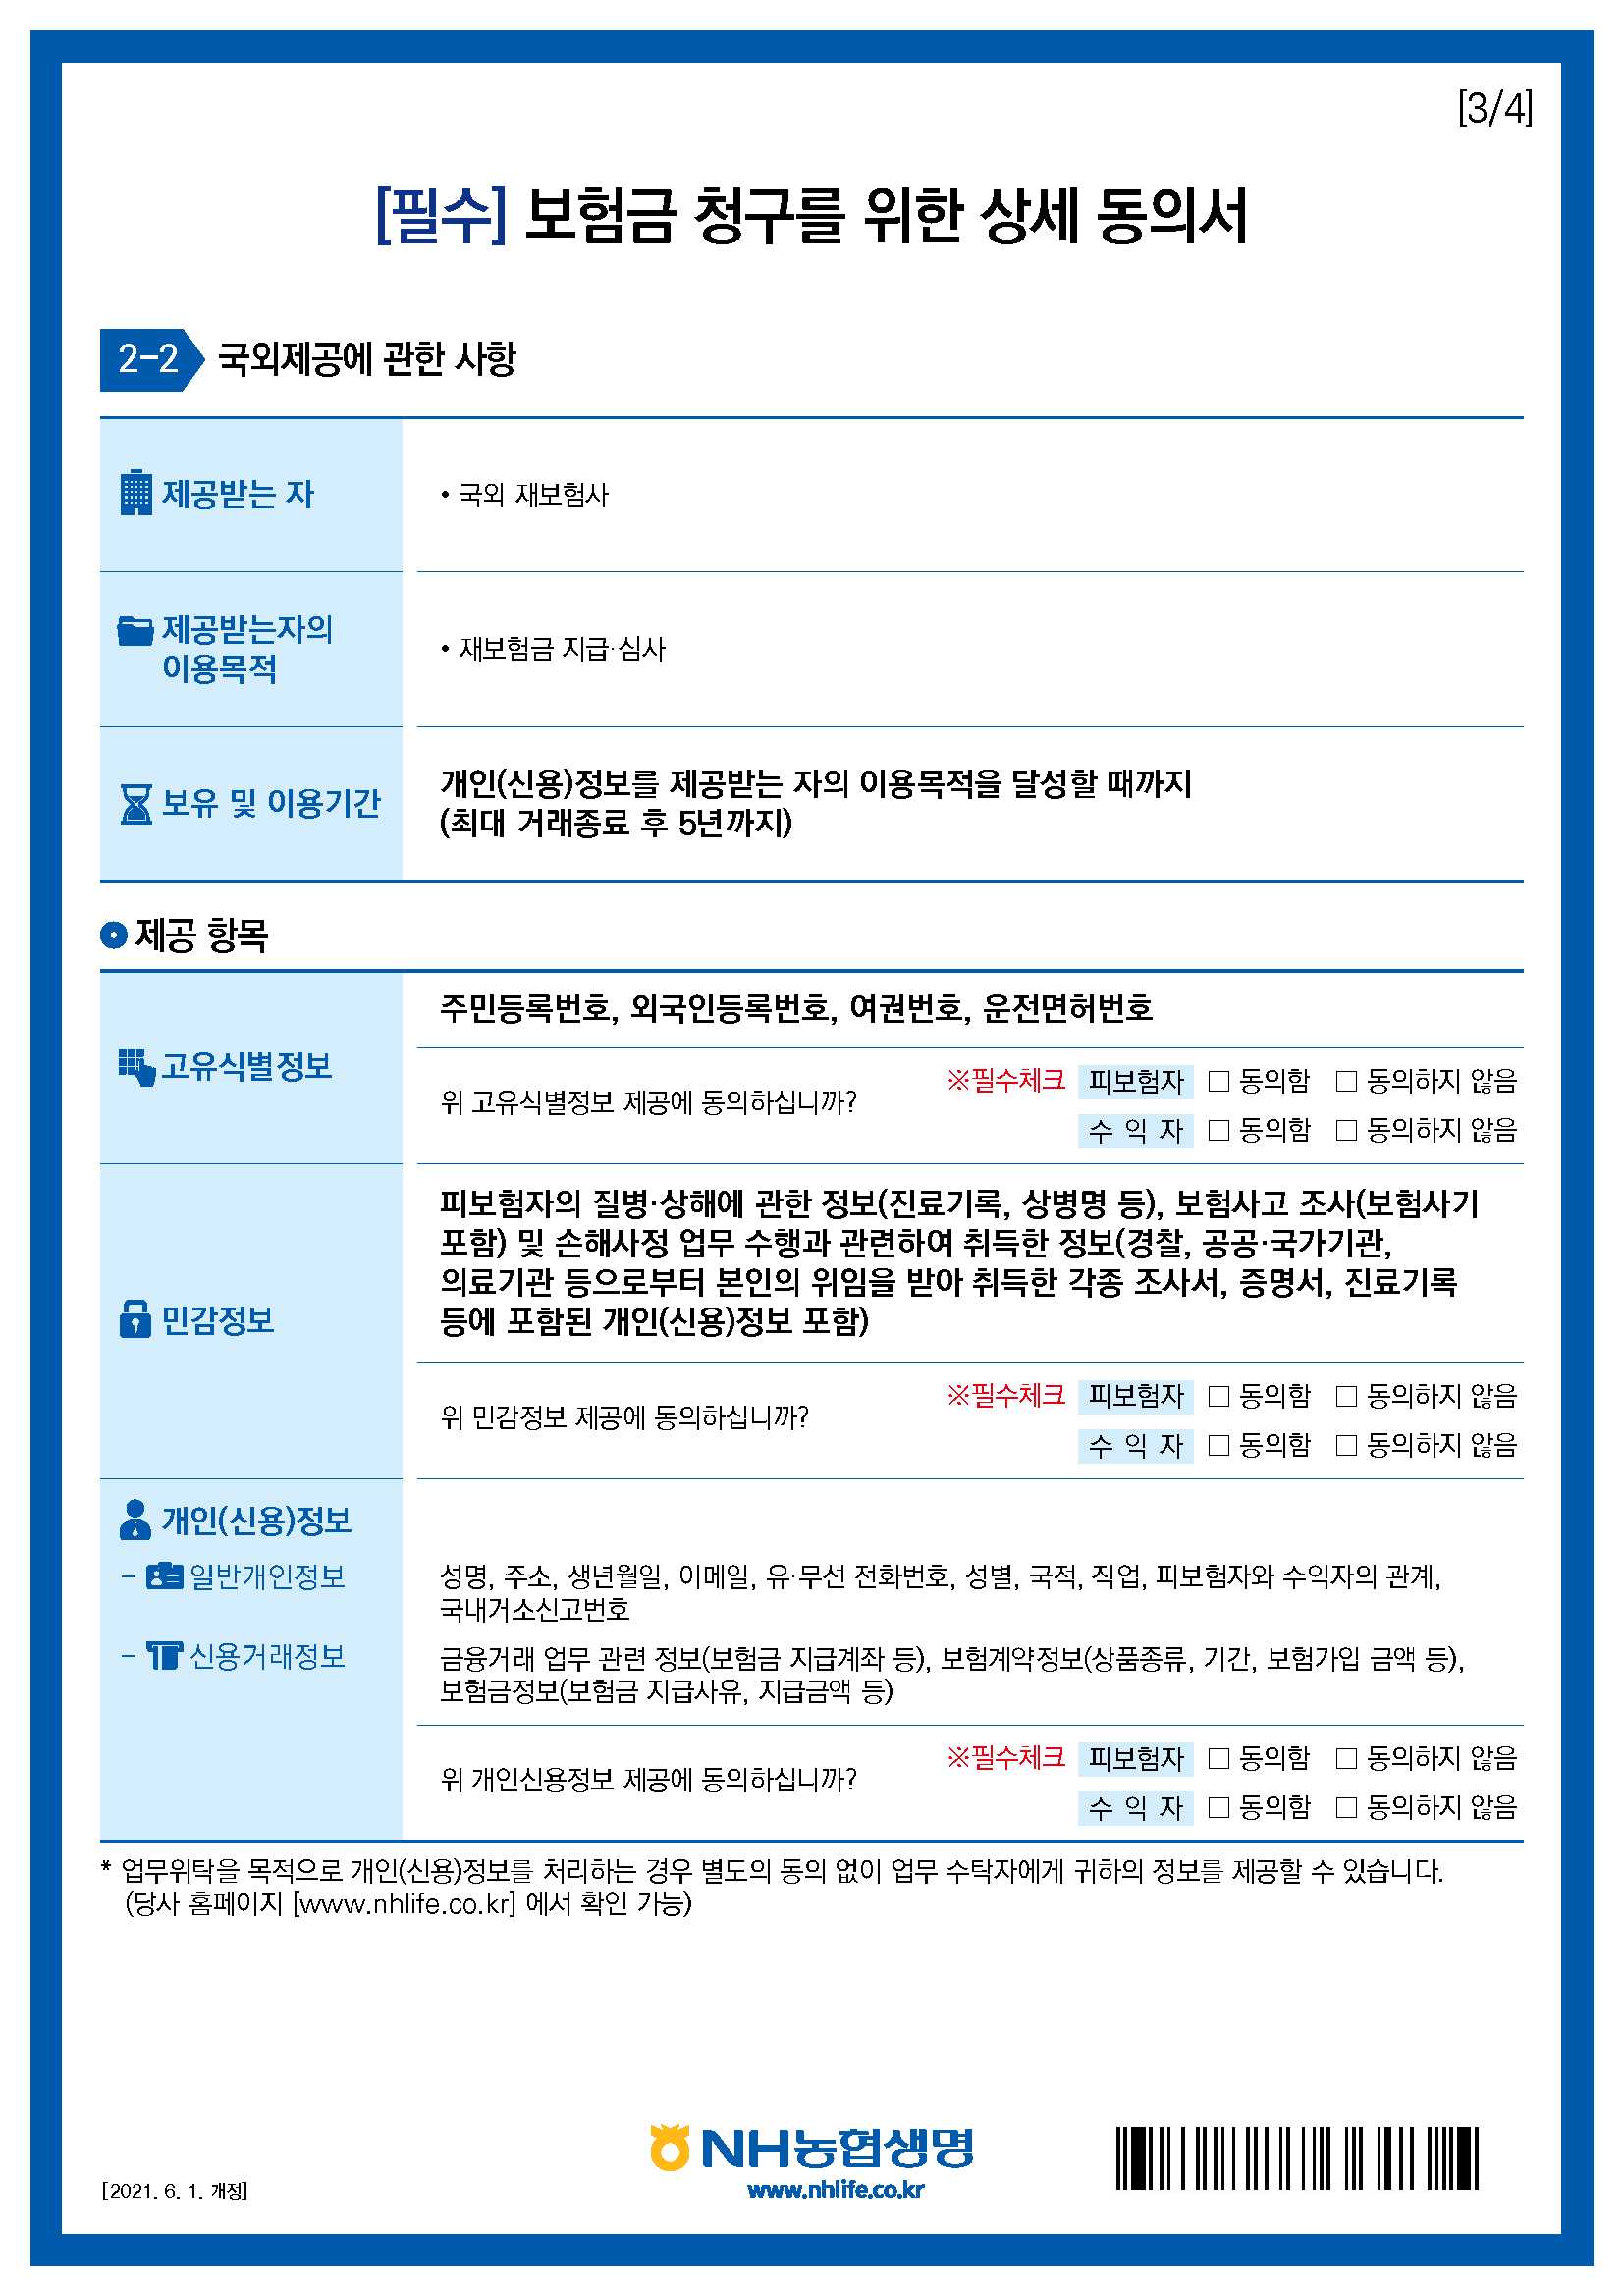 [3/4]
[필수] 보험금 청구를 위한 상세 동의서
2-2 국외제공에 관한 사항
제공받는 자
• 국외 재보험사
제공받는자의
이용목적
• 재보험금 지급·심사
보유 및 이용기간
개인(신용)정보를 제공받는 자의 이용목적을 달성할 때까지
(최대 거래종료 후 5년까지)
제공 항목
고유식별정보
주민등록번호, 외국인등록번호, 여권번호, 운전면허번호
위 고유식별정보 제공에 동의하십니까?
※필수체크 피보험자 □ 동의함 □ 동의하지 않음
수 익 자 □ 동의함 □ 동의하지 않음
민감정보
피보험자의 질병·상해에 관한 정보(진료기록, 상병명 등), 보험사고 조사(보험사기
포함) 및 손해사정 업무 수행과 관련하여 취득한 정보(경찰, 공공·국가기관,
의료기관 등으로부터 본인의 위임을 받아 취득한 각종 조사서, 증명서, 진료기록
등에 포함된 개인(신용)정보 포함)
위 민감정보 제공에 동의하십니까?
※필수체크 피보험자 □ 동의함 □ 동의하지 않음
수 익 자 □ 동의함 □ 동의하지 않음
개인(신용)정보
- 일반개인정보
성명, 주소, 생년월일, 이메일, 유·무선 전화번호, 성별, 국적, 직업, 피보험자와 수익자의 관계,
국내거소신고번호
- 신용거래정보
금융거래 업무 관련 정보(보험금 지급계좌 등), 보험계약정보(상품종류, 기간, 보험가입 금액 등),
보험금정보(보험금 지급사유, 지급금액 등)
위 개인신용정보 제공에 동의하십니까?
※필수체크 피보험자 □ 동의함 □ 동의하지 않음
수 익 자 □ 동의함 □ 동의하지 않음
* 업무위탁을 목적으로 개인(신용)정보를 처리하는 경우 별도의 동의 없이 업무 수탁자에게 귀하의 정보를 제공할 수 있습니다.
(당사 홈페이지 [www.nhlife.co.kr] 에서 확인 가능)
NH농협생명
www.nhlife.co.kr
[2021. 6. 1. 개정]